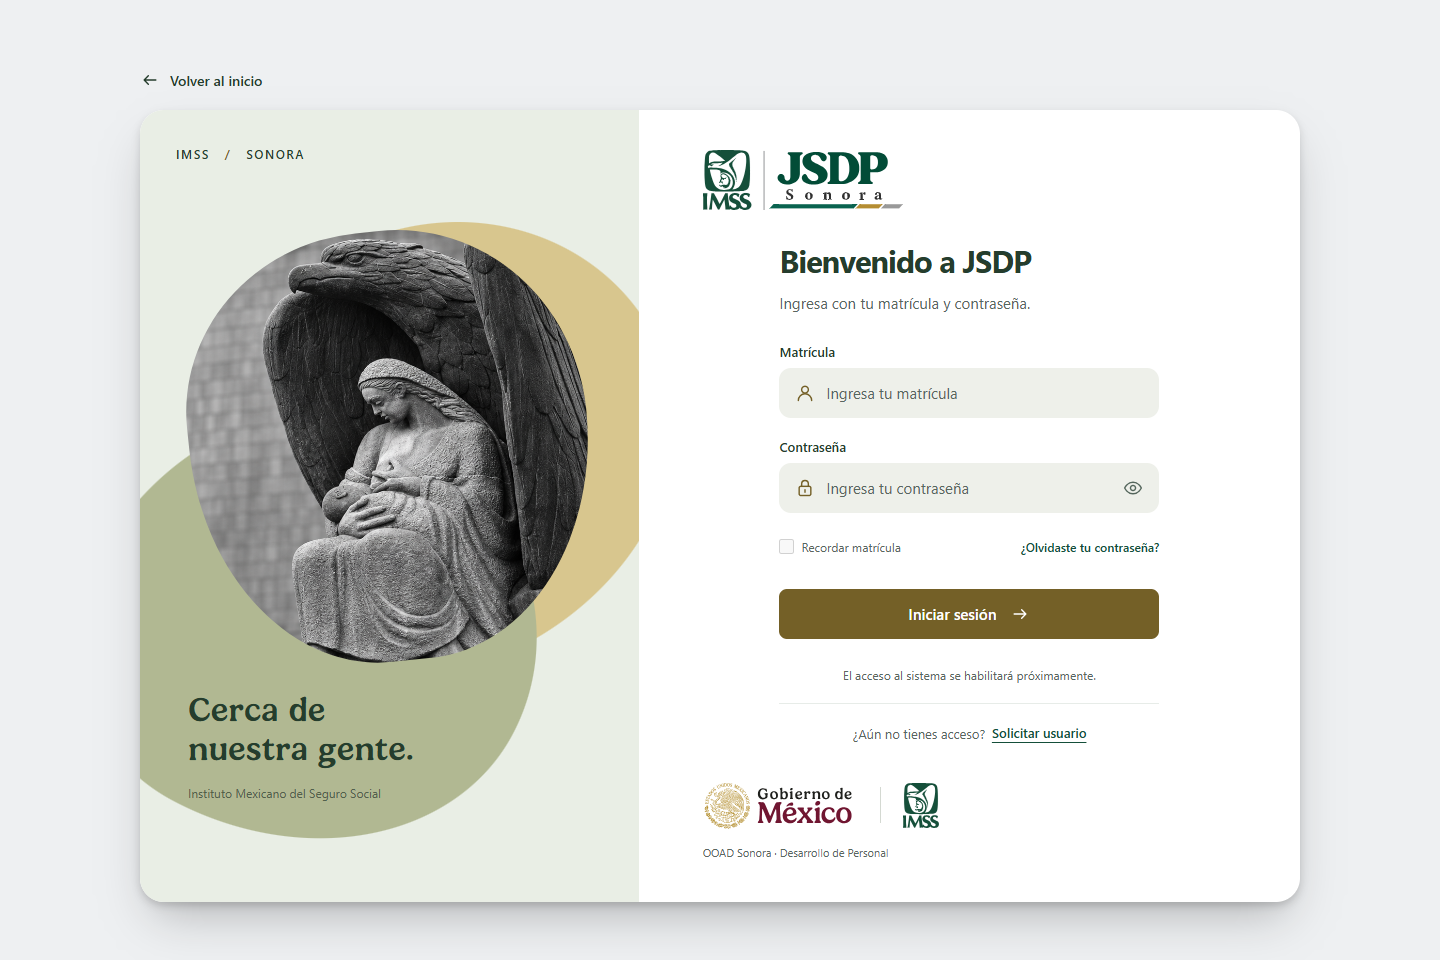 Volver al inicio
IMSS / SONORA
Cerca de
nuestra gente.
Instituto Mexicano del Seguro Social
IMSS
JSDP
Sonora
Bienvenido a JSDP
Ingresa con tu matrícula y contraseña.
Matrícula
Ingresa tu matrícula
Contraseña
Ingresa tu contraseña
Recordar matrícula
¿Olvidaste tu contraseña?
Iniciar sesión
El acceso al sistema se habilitará próximamente.
¿Aún no tienes acceso? Solicitar usuario
Gobierno de
México
IMSS
OOAD Sonora · Desarrollo de Personal